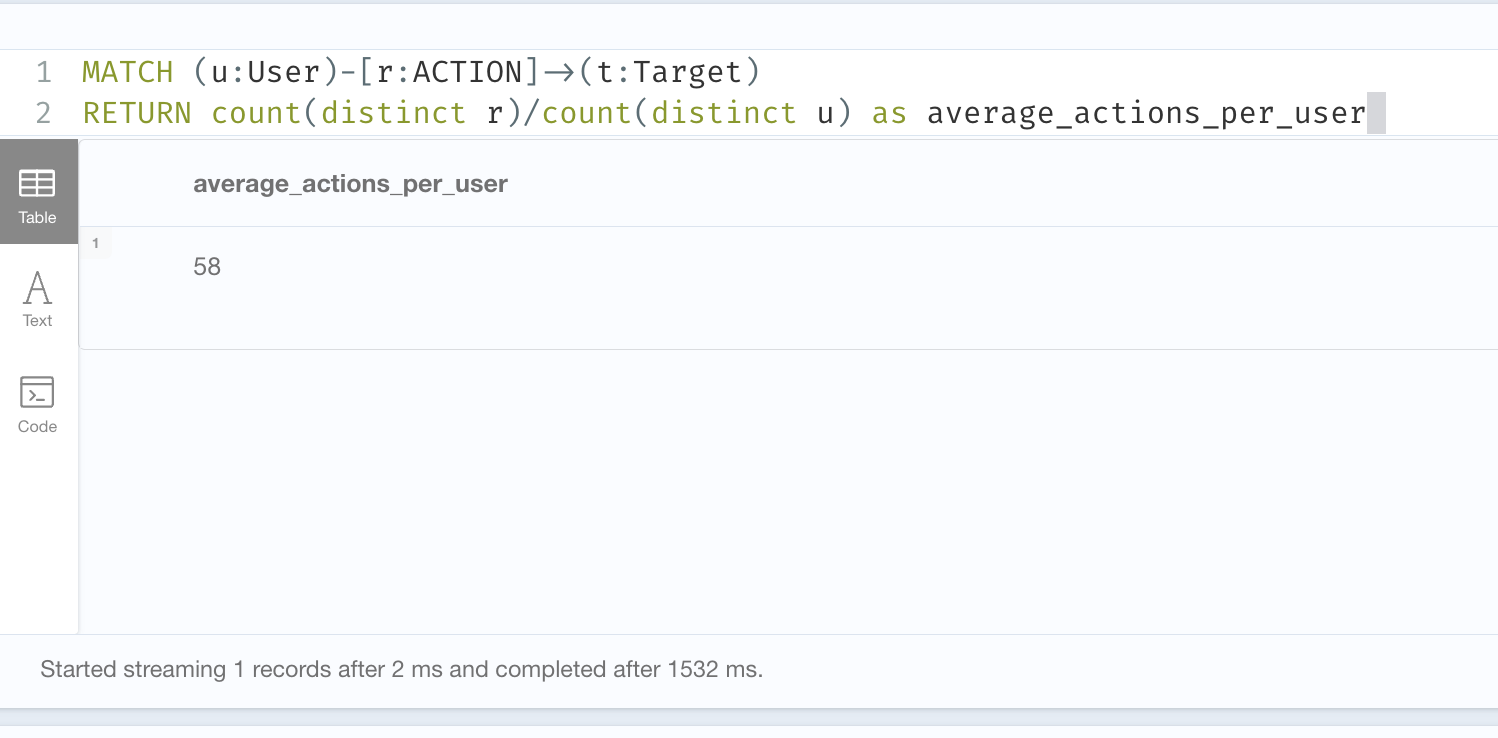 1 MATCH (u:User)-[r:ACTION]->(t:Target)
2 RETURN count(distinct r)/count(distinct u) as average_actions_per_user
Table
average_actions_per_user
1
58
Text
Code
Started streaming 1 records after 2 ms and completed after 1532 ms.